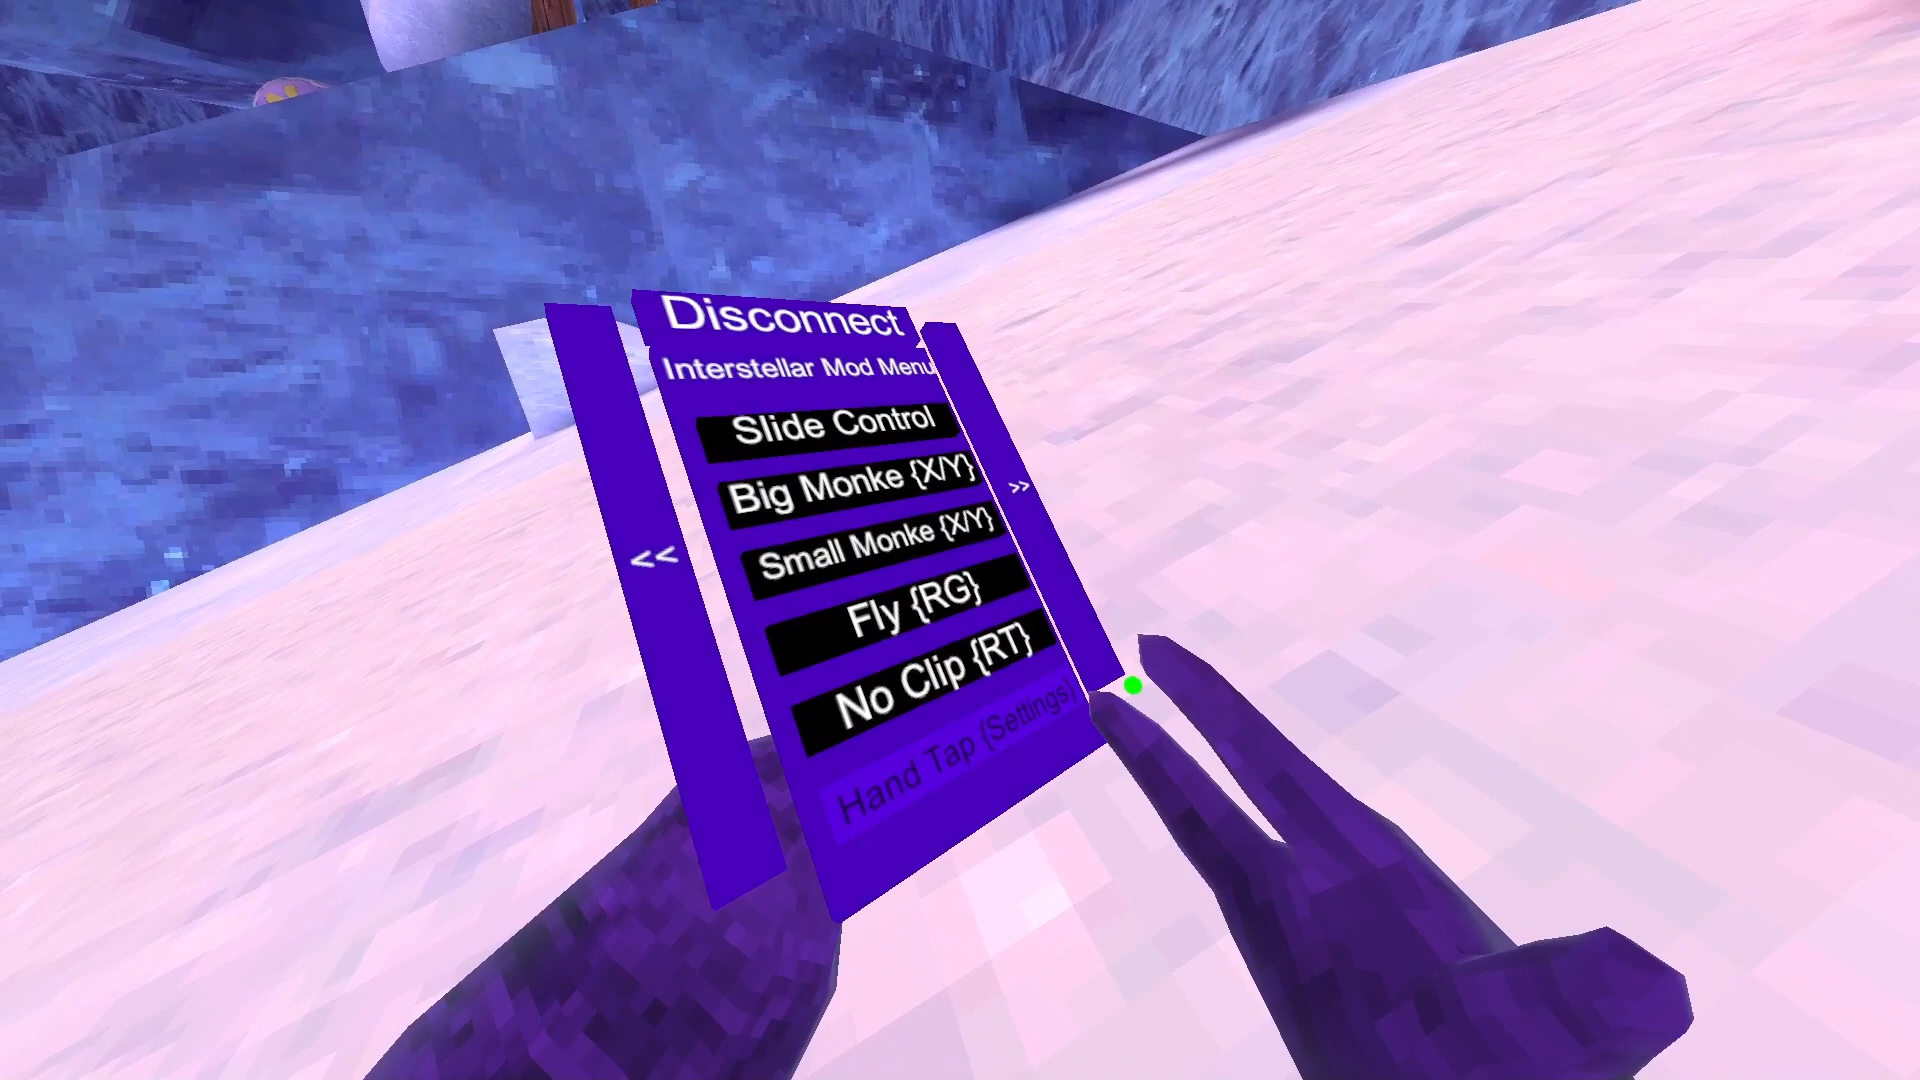 Disconnect
Interstellar Mod Menu
Slide Control
Big Monke {X/Y}
>>
Small Monke {X/Y}
<<
Fly {RG}
No Clip {RT}
Hand Tap {Settings}